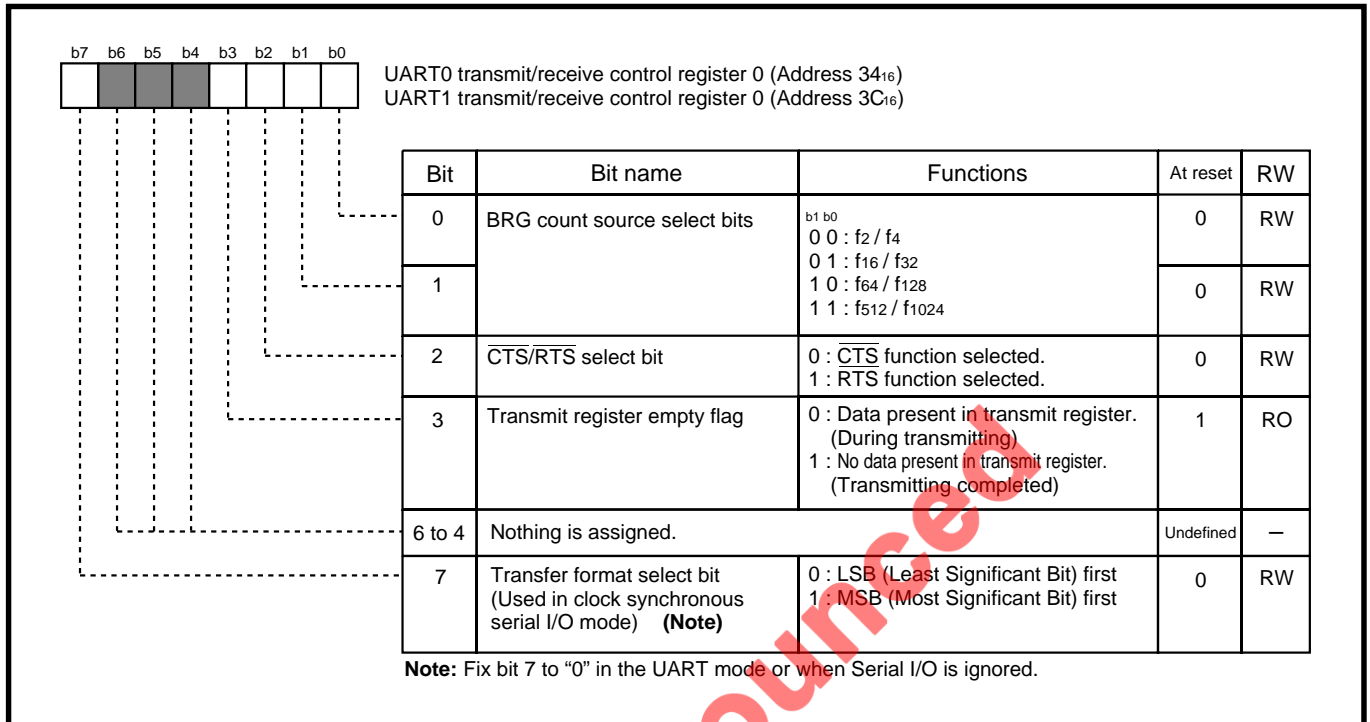 b7 b6 b5 b4 b3 b2 b1 b0
UART0 transmit/receive control register 0 (Address 34₁₆)
UART1 transmit/receive control register 0 (Address 3C₁₆)
Bit Bit name Functions At reset RW
0 BRG count source select bits b1 b0 0 RW
0 0 : f2 / f4
0 1 : f16 / f32
1 1 0 : f64 / f128 0 RW
1 1 : f512 / f1024
2 C̅T̅S̅/R̅T̅S̅ select bit 0 : C̅T̅S̅ function selected. 0 RW
1 : R̅T̅S̅ function selected.
3 Transmit register empty flag 0 : Data present in transmit register. 1 RO
(During transmitting)
1 : No data present in transmit register.
(Transmitting completed)
6 to 4 Nothing is assigned. Undefined –
7 Transfer format select bit 0 : LSB (Least Significant Bit) first 0 RW
(Used in clock synchronous 1 : MSB (Most Significant Bit) first
serial I/O mode) (Note)
Note: Fix bit 7 to “0” in the UART mode or when Serial I/O is ignored.